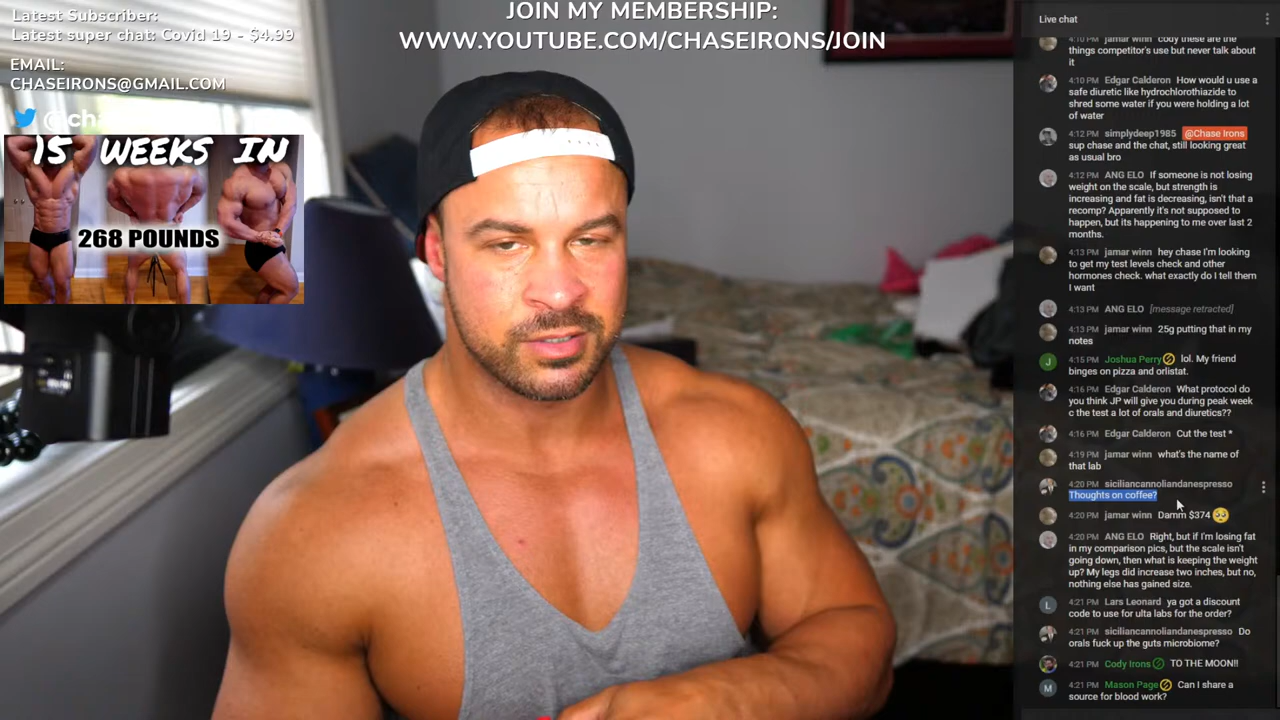 Latest Subscriber:
Latest super chat: Covid 19 - $4.99
EMAIL:
CHASEIRONS@GMAIL.COM
@cha
15 WEEKS IN
268 POUNDS
JOIN MY MEMBERSHIP:
WWW.YOUTUBE.COM/CHASEIRONS/JOIN
Live chat
4:10 PM jamar winn cody these are the
things competitor's use but never talk about
it
4:10 PM Edgar Calderon How would u use a
safe diuretic like hydrochlorothiazide to
shred some water if you were holding a lot
of water
4:12 PM simplydeep1985 @Chase Irons
sup chase and the chat, still looking great
as usual bro
4:12 PM ANG ELO If someone is not losing
weight on the scale, but strength is
increasing and fat is decreasing, isn't that a
recomp? Apparently it's not supposed to
happen, but its happening to me over last 2
months.
4:13 PM jamar winn hey chase I'm looking
to get my test levels check and other
hormones check. what exactly do I tell them
I want
4:13 PM ANG ELO [message retracted]
4:13 PM jamar winn 25g putting that in my
notes
J
4:15 PM Joshua Perry lol. My friend
binges on pizza and orlistat.
4:16 PM Edgar Calderon What protocol do
you think JP will give you during peak week
c the test a lot of orals and diuretics??
4:16 PM Edgar Calderon Cut the test *
4:19 PM jamar winn what's the name of
that lab
4:20 PM siciliancannoliandanespresso
Thoughts on coffee?
4:20 PM jamar winn Damm $374 🥺
4:20 PM ANG ELO Right, but if I'm losing fat
in my comparison pics, but the scale isn't
going down, then what is keeping the weight
up? My legs did increase two inches, but no,
nothing else has gained size.
L
4:21 PM Lars Leonard ya got a discount
code to use for ulta labs for the order?
4:21 PM siciliancannoliandanespresso Do
orals fuck up the guts microbiome?
4:21 PM Cody Irons TO THE MOON!!
M
4:21 PM Mason Page Can I share a
source for blood work?